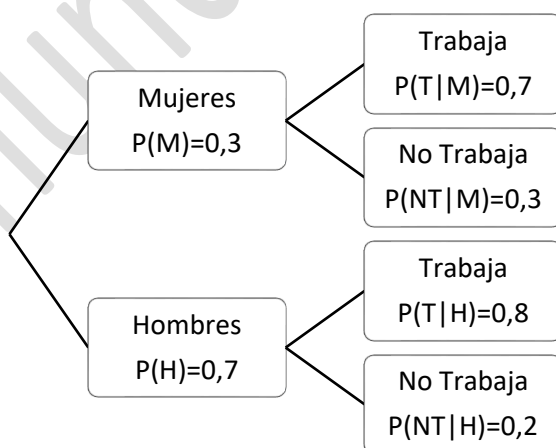 Mujeres
P(M)=0,3
Trabaja
P(T|M)=0,7
No Trabaja
P(NT|M)=0,3
Hombres
P(H)=0,7
Trabaja
P(T|H)=0,8
No Trabaja
P(NT|H)=0,2